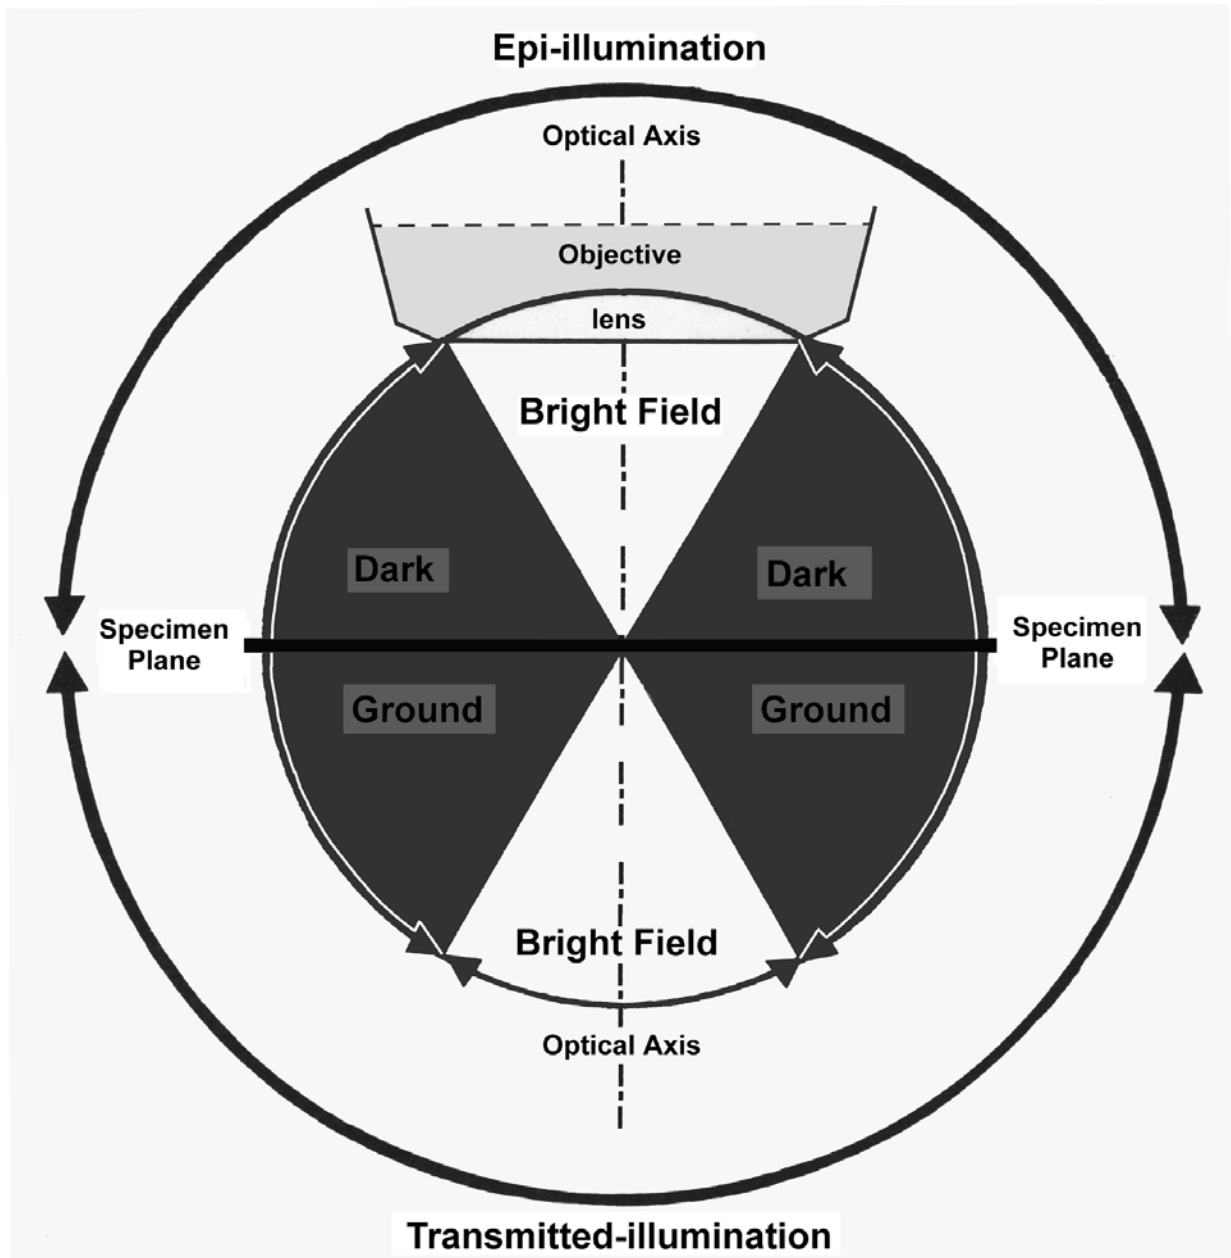 Epi-illumination
Optical Axis
Objective
lens
Bright Field
Dark
Dark
Specimen
Plane
Specimen
Plane
Ground
Ground
Bright Field
Optical Axis
Transmitted-illumination